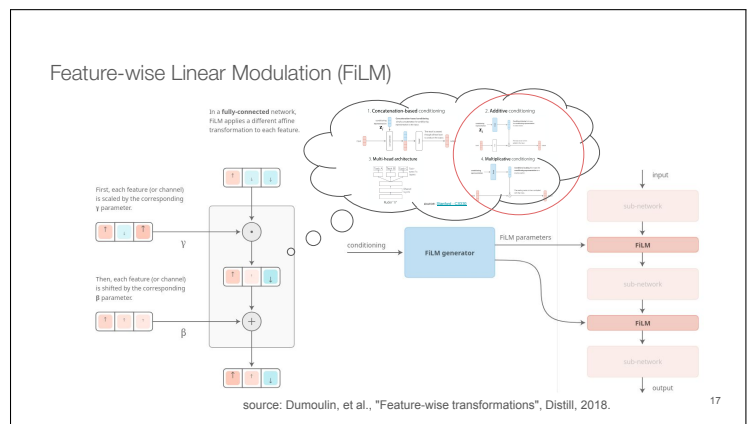 Feature-wise Linear Modulation (FiLM)
In a fully-connected network,
FiLM applies a different affine
transformation to each feature.
First, each feature (or channel)
is scaled by the corresponding
γ parameter.
γ
Then, each feature (or channel)
is shifted by the corresponding
β parameter.
β
1. Concatenation-based conditioning
2. Additive conditioning
3. Multi-head architecture
4. Multiplicative conditioning
conditioning
FiLM generator
FiLM parameters
input
sub-network
FiLM
sub-network
FiLM
sub-network
output
source: Dumoulin, et al., "Feature-wise transformations", Distill, 2018.
17